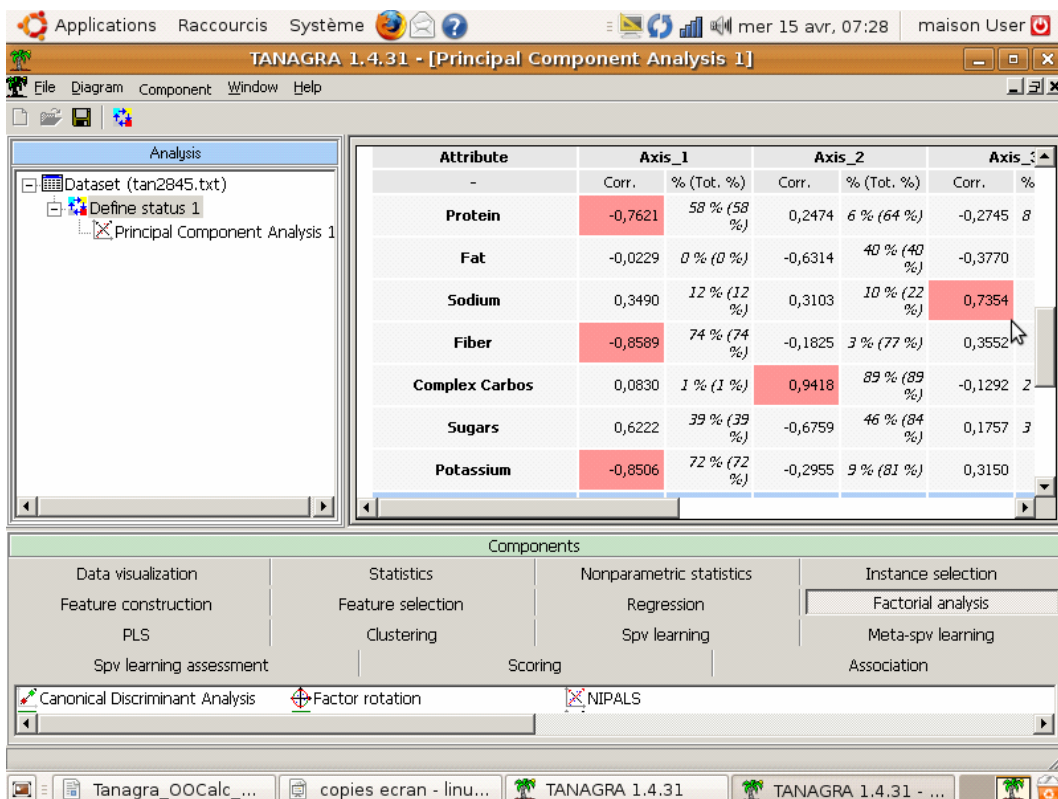 Applications Raccourcis Système mer 15 avr, 07:28 maison User
TANAGRA 1.4.31 - [Principal Component Analysis 1]
File Diagram Component Window Help
Analysis
Dataset (tan2845.txt)
Define status 1
Principal Component Analysis 1
Attribute Axis_1 Axis_2 Axis_3
- Corr. % (Tot. %) Corr. % (Tot. %) Corr. %
Protein -0,7621 58 % (58 %) 0,2474 6 % (64 %) -0,2745 8
Fat -0,0229 0 % (0 %) -0,6314 40 % (40 %) -0,3770
Sodium 0,3490 12 % (12 %) 0,3103 10 % (22 %) 0,7354
Fiber -0,8589 74 % (74 %) -0,1825 3 % (77 %) 0,3552
Complex Carbos 0,0830 1 % (1 %) 0,9418 89 % (89 %) -0,1292 2
Sugars 0,6222 39 % (39 %) -0,6759 46 % (84 %) 0,1757 3
Potassium -0,8506 72 % (72 %) -0,2955 9 % (81 %) 0,3150
Components
Data visualization Statistics Nonparametric statistics Instance selection
Feature construction Feature selection Regression Factorial analysis
PLS Clustering Spv learning Meta-spv learning
Spv learning assessment Scoring Association
Canonical Discriminant Analysis Factor rotation NIPALS
Tanagra_OOCalc_... copies ecran - linu... TANAGRA 1.4.31 TANAGRA 1.4.31 - ...